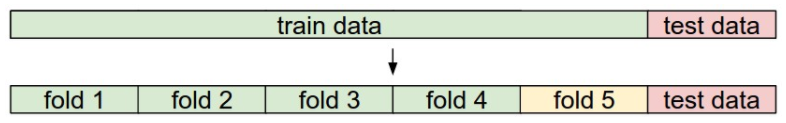 train data test data
fold 1 fold 2 fold 3 fold 4 fold 5 test data